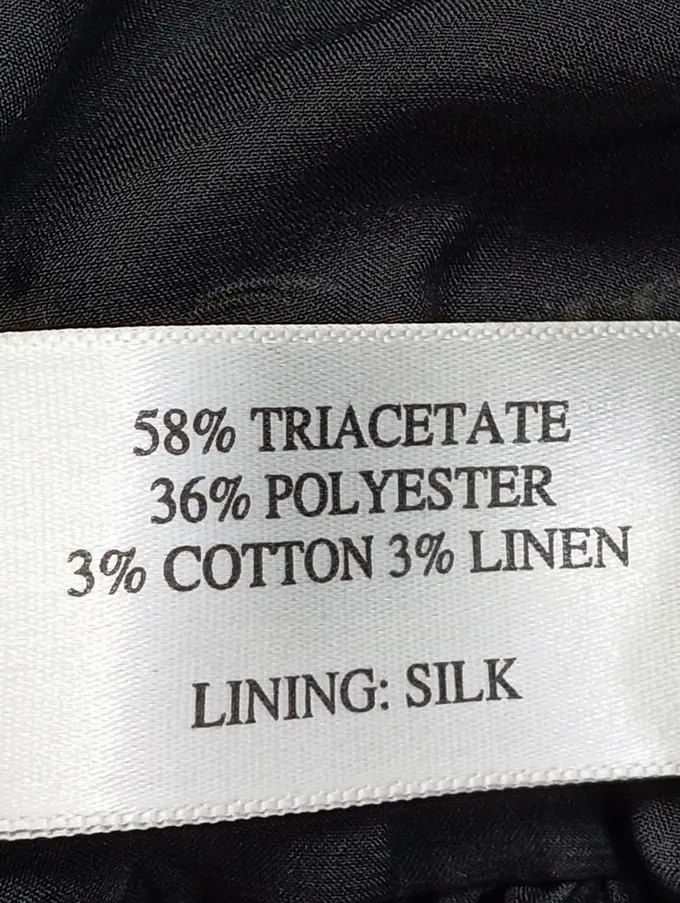 58% TRIACETATE
36% POLYESTER
3% COTTON 3% LINEN
LINING: SILK